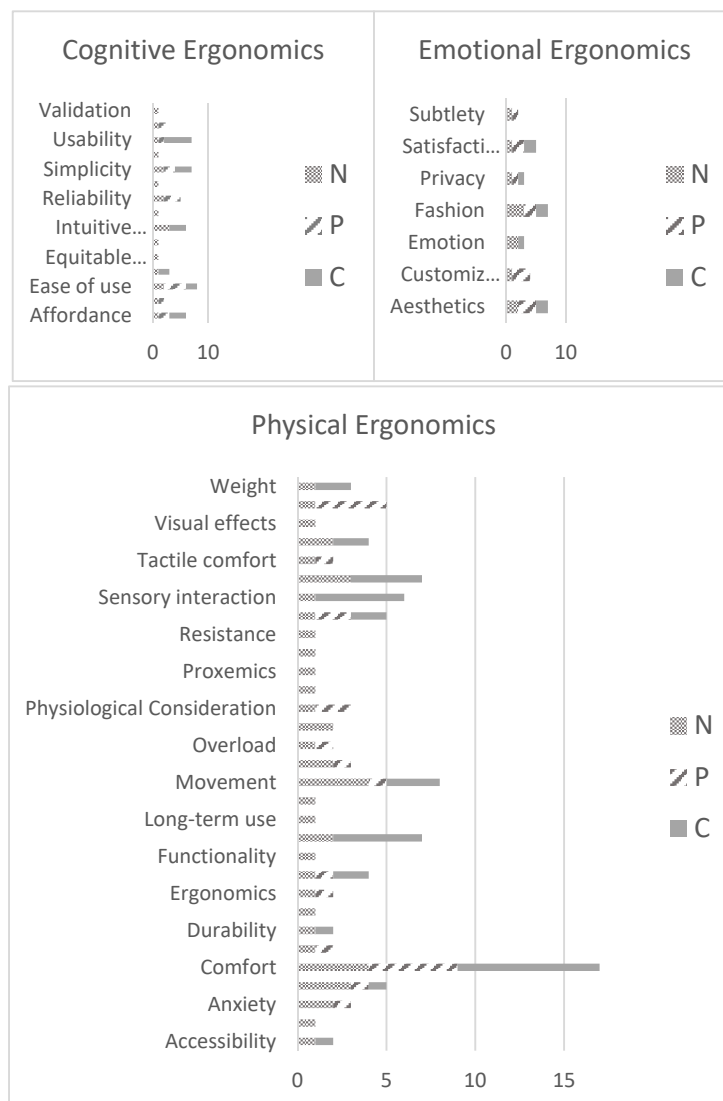 Cognitive Ergonomics
Validation
Usability
Simplicity
Reliability
Intuitive...
Equitable...
Ease of use
Affordance
0 10
N
P
C
Emotional Ergonomics
Subtlety
Satisfacti...
Privacy
Fashion
Emotion
Customiz...
Aesthetics
0 10
N
P
C
Physical Ergonomics
Weight
Visual effects
Tactile comfort
Sensory interaction
Resistance
Proxemics
Physiological Consideration
Overload
Movement
Long-term use
Functionality
Ergonomics
Durability
Comfort
Anxiety
Accessibility
0 5 10 15
N
P
C